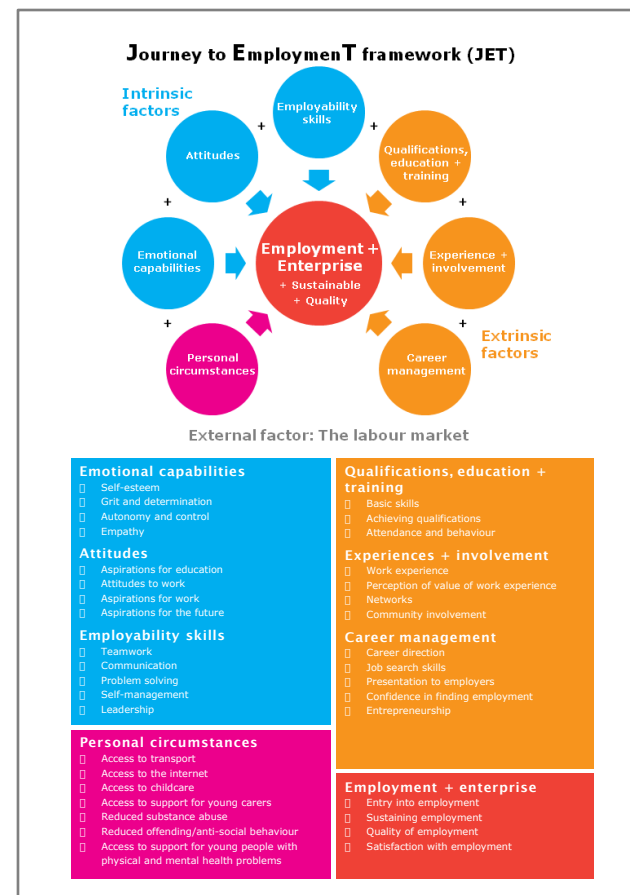 Journey to EmploymenT framework (JET)
Intrinsic
factors
Employability
skills
+
+
Attitudes
Qualifications,
education +
training
+
+
Emotional
capabilities
Employment +
Enterprise
+ Sustainable
+ Quality
Experience +
involvement
+
+
Personal
circumstances
Career
management
Extrinsic
factors
External factor: The labour market
Emotional capabilities
Self-esteem
Grit and determination
Autonomy and control
Empathy
Attitudes
Aspirations for education
Attitudes to work
Aspirations for work
Aspirations for the future
Employability skills
Teamwork
Communication
Problem solving
Self-management
Leadership
Personal circumstances
Access to transport
Access to the internet
Access to childcare
Access to support for young carers
Reduced substance abuse
Reduced offending/anti-social behaviour
Access to support for young people with
physical and mental health problems
Qualifications, education +
training
Basic skills
Achieving qualifications
Attendance and behaviour
Experiences + involvement
Work experience
Perception of value of work experience
Networks
Community involvement
Career management
Career direction
Job search skills
Presentation to employers
Confidence in finding employment
Entrepreneurship
Employment + enterprise
Entry into employment
Sustaining employment
Quality of employment
Satisfaction with employment